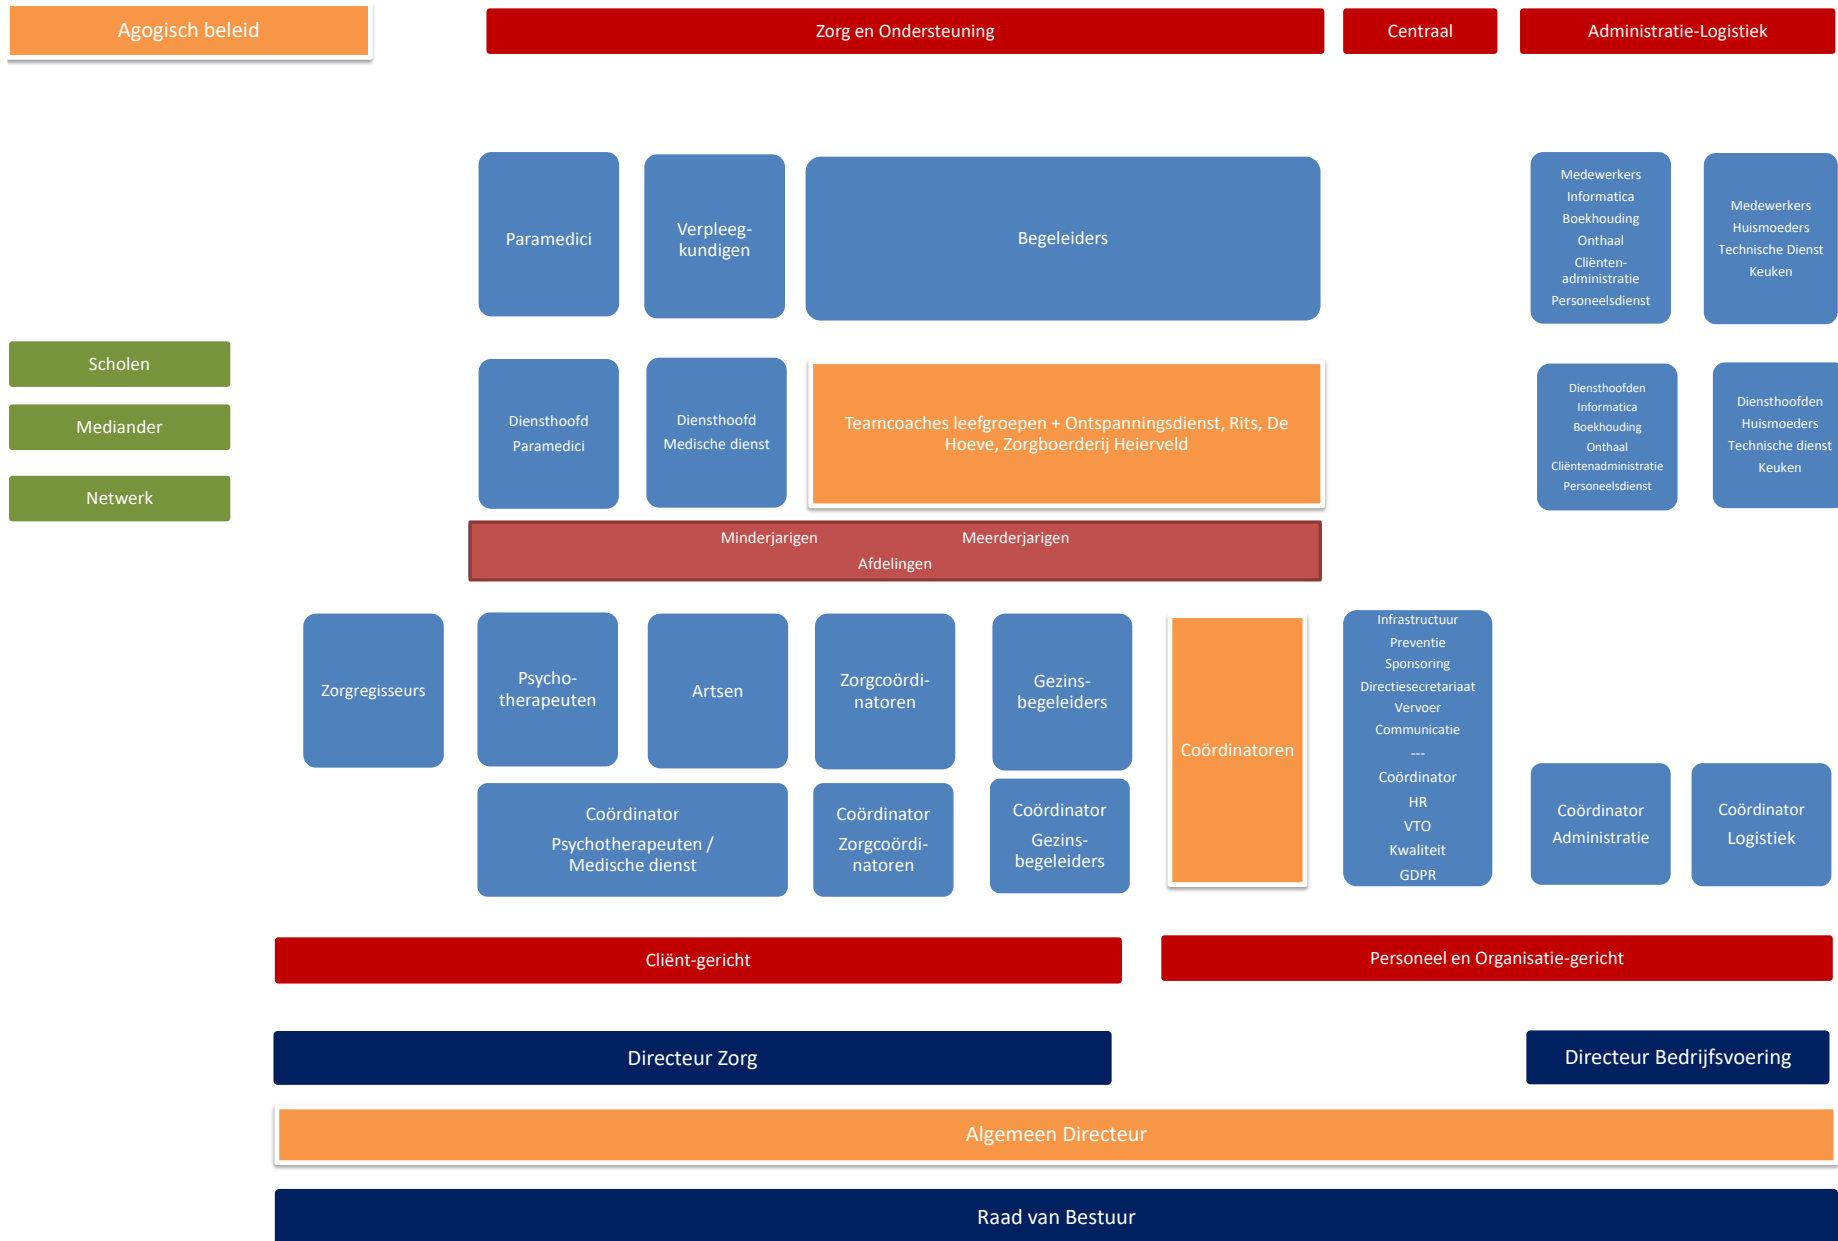 Agogisch beleid
Zorg en Ondersteuning
Centraal
Administratie-Logistiek
Paramedici
Verpleeg-
kundigen
Begeleiders
Medewerkers
Informatica
Boekhouding
Onthaal
Cliënten-
administratie
Personeelsdienst
Medewerkers
Huismoeders
Technische Dienst
Keuken
Scholen
Mediander
Netwerk
Diensthoofd
Paramedici
Diensthoofd
Medische dienst
Teamcoaches leefgroepen + Ontspanningsdienst, Rits, De
Hoeve, Zorgboerderij Heierveld
Diensthoofden
Informatica
Boekhouding
Onthaal
Cliëntenadministratie
Personeelsdienst
Diensthoofden
Huismoeders
Technische dienst
Keuken
Minderjarigen Meerderjarigen
Afdelingen
Zorgregisseurs
Psycho-
therapeuten
Artsen
Zorgcoördi-
natoren
Gezins-
begeleiders
Coördinatoren
Infrastructuur
Preventie
Sponsoring
Directiesecretariaat
Vervoer
Communicatie
---
Coördinator
HR
VTO
Kwaliteit
GDPR
Coördinator
Psychotherapeuten /
Medische dienst
Coördinator
Zorgcoördi-
natoren
Coördinator
Gezins-
begeleiders
Coördinator
Administratie
Coördinator
Logistiek
Cliënt-gericht
Personeel en Organisatie-gericht
Directeur Zorg
Directeur Bedrijfsvoering
Algemeen Directeur
Raad van Bestuur